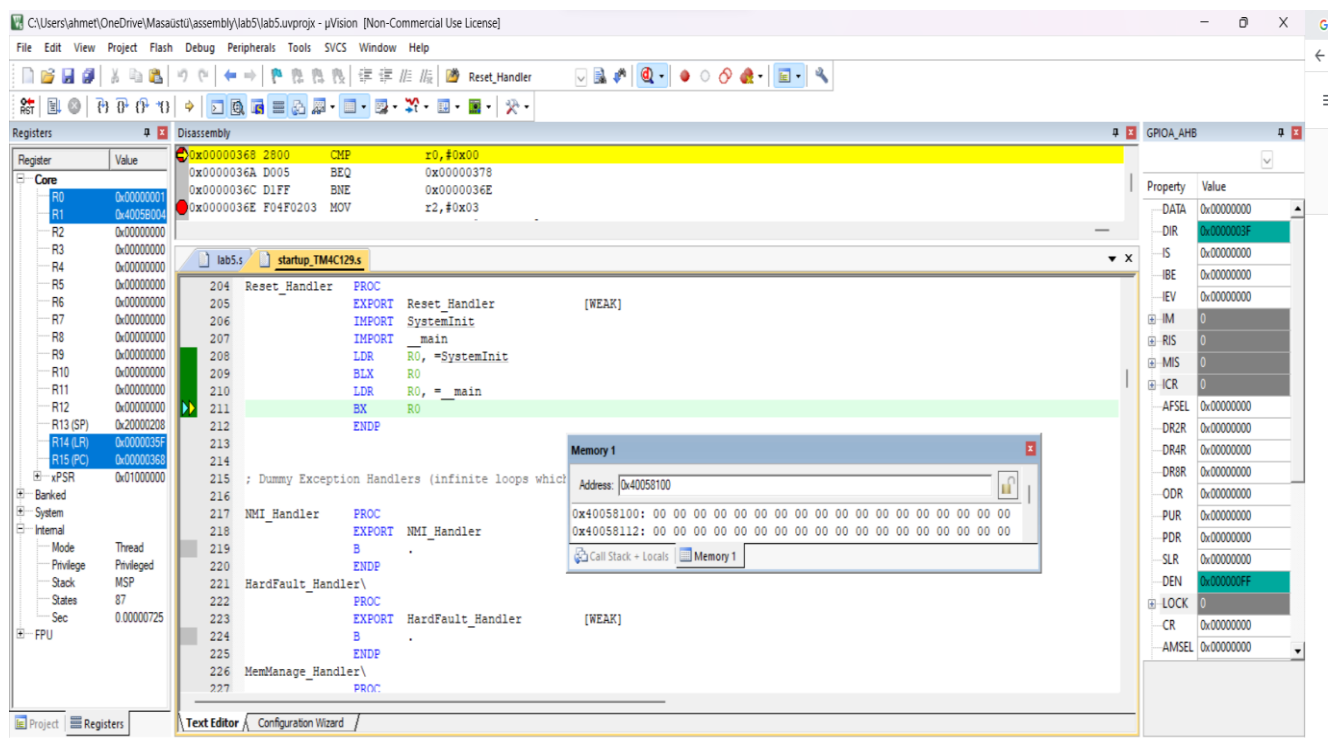 C:\Users\ahmet\OneDrive\Masaüstü\assembly\lab5\lab5.uvprojx - µVision [Non-Commercial Use License]
File Edit View Project Flash Debug Peripherals Tools SVCS Window Help
Reset_Handler
RST
Registers
Register Value
Core
R0 0x00000001
R1 0x4005B004
R2 0x00000000
R3 0x00000000
R4 0x00000000
R5 0x00000000
R6 0x00000000
R7 0x00000000
R8 0x00000000
R9 0x00000000
R10 0x00000000
R11 0x00000000
R12 0x00000000
R13 (SP) 0x20000208
R14 (LR) 0x0000035F
R15 (PC) 0x00000368
xPSR 0x01000000
Banked
System
Internal
Mode Thread
Privilege Privileged
Stack MSP
States 87
Sec 0.00000725
FPU
Project Registers
Disassembly
0x00000368 2800 CMP r0,#0x00
0x0000036A D005 BEQ 0x00000378
0x0000036C D1FF BNE 0x0000036E
0x0000036E F04F0203 MOV r2,#0x03
lab5.s startup_TM4C129.s
204 Reset_Handler PROC
205 EXPORT Reset_Handler [WEAK]
206 IMPORT SystemInit
207 IMPORT __main
208 LDR R0, =SystemInit
209 BLX R0
210 LDR R0, =__main
211 BX R0
212 ENDP
213
214
215 ; Dummy Exception Handlers (infinite loops which
216
217 NMI_Handler PROC
218 EXPORT NMI_Handler
219 B .
220 ENDP
221 HardFault_Handler\
222 PROC
223 EXPORT HardFault_Handler [WEAK]
224 B .
225 ENDP
226 MemManage_Handler\
227 PROC
Text Editor Configuration Wizard
Memory 1
Address: 0x40058100
0x40058100: 00 00 00 00 00 00 00 00 00 00 00 00 00 00 00 00 00 00
0x40058112: 00 00 00 00 00 00 00 00 00 00 00 00 00 00 00 00 00 00
Call Stack + Locals Memory 1
GPIOA_AHB
Property Value
DATA 0x00000000
DIR 0x0000003F
IS 0x00000000
IBE 0x00000000
IEV 0x00000000
IM 0
RIS 0
MIS 0
ICR 0
AFSEL 0x00000000
DR2R 0x00000000
DR4R 0x00000000
DR8R 0x00000000
ODR 0x00000000
PUR 0x00000000
PDR 0x00000000
SLR 0x00000000
DEN 0x000000FF
LOCK 0
CR 0x00000000
AMSEL 0x00000000